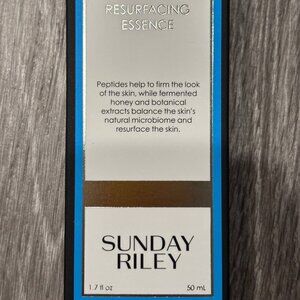 RESURFACING
ESSENCE
Peptides help to firm the look
of the skin, while fermented
honey and botanical
extracts balance the skin's
natural microbiome and
resurface the skin.
SUNDAY
RILEY
1.7 fl oz 50 mL